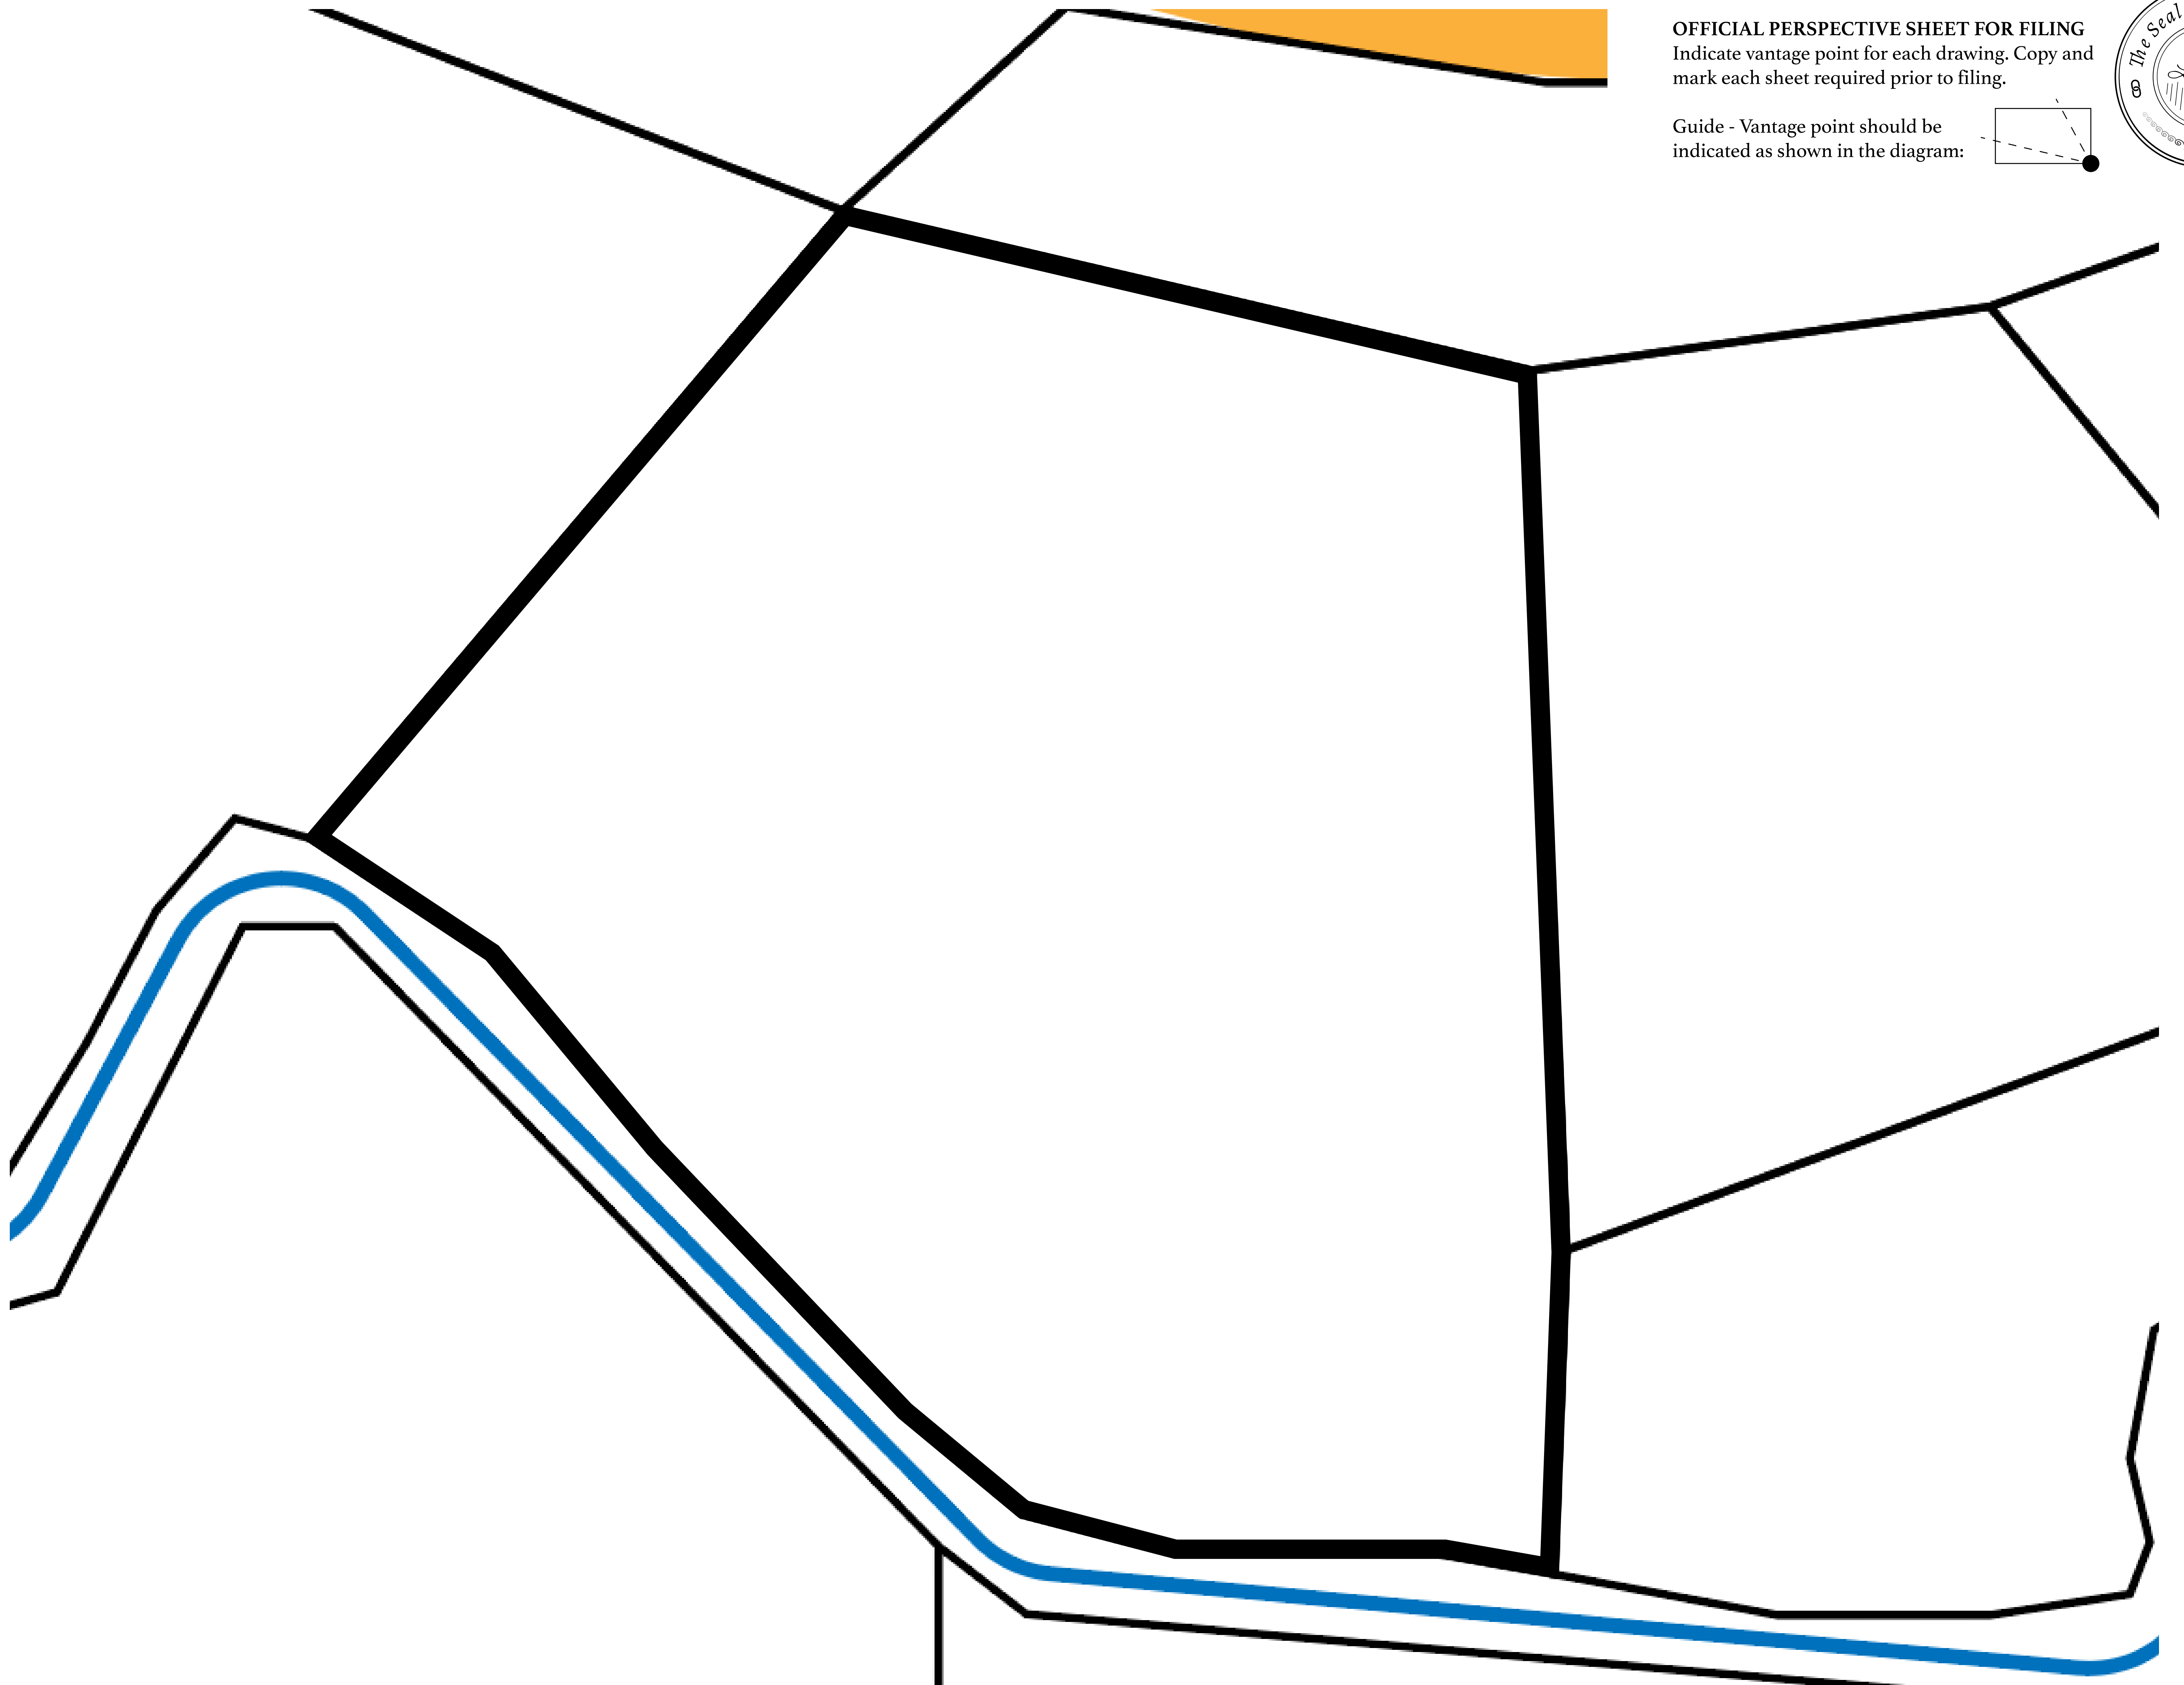 OFFICIAL PERSPECTIVE SHEET FOR FILING
Indicate vantage point for each drawing. Copy and
mark each sheet required prior to filing.
Guide - Vantage point should be
indicated as shown in the diagram:
The Seal